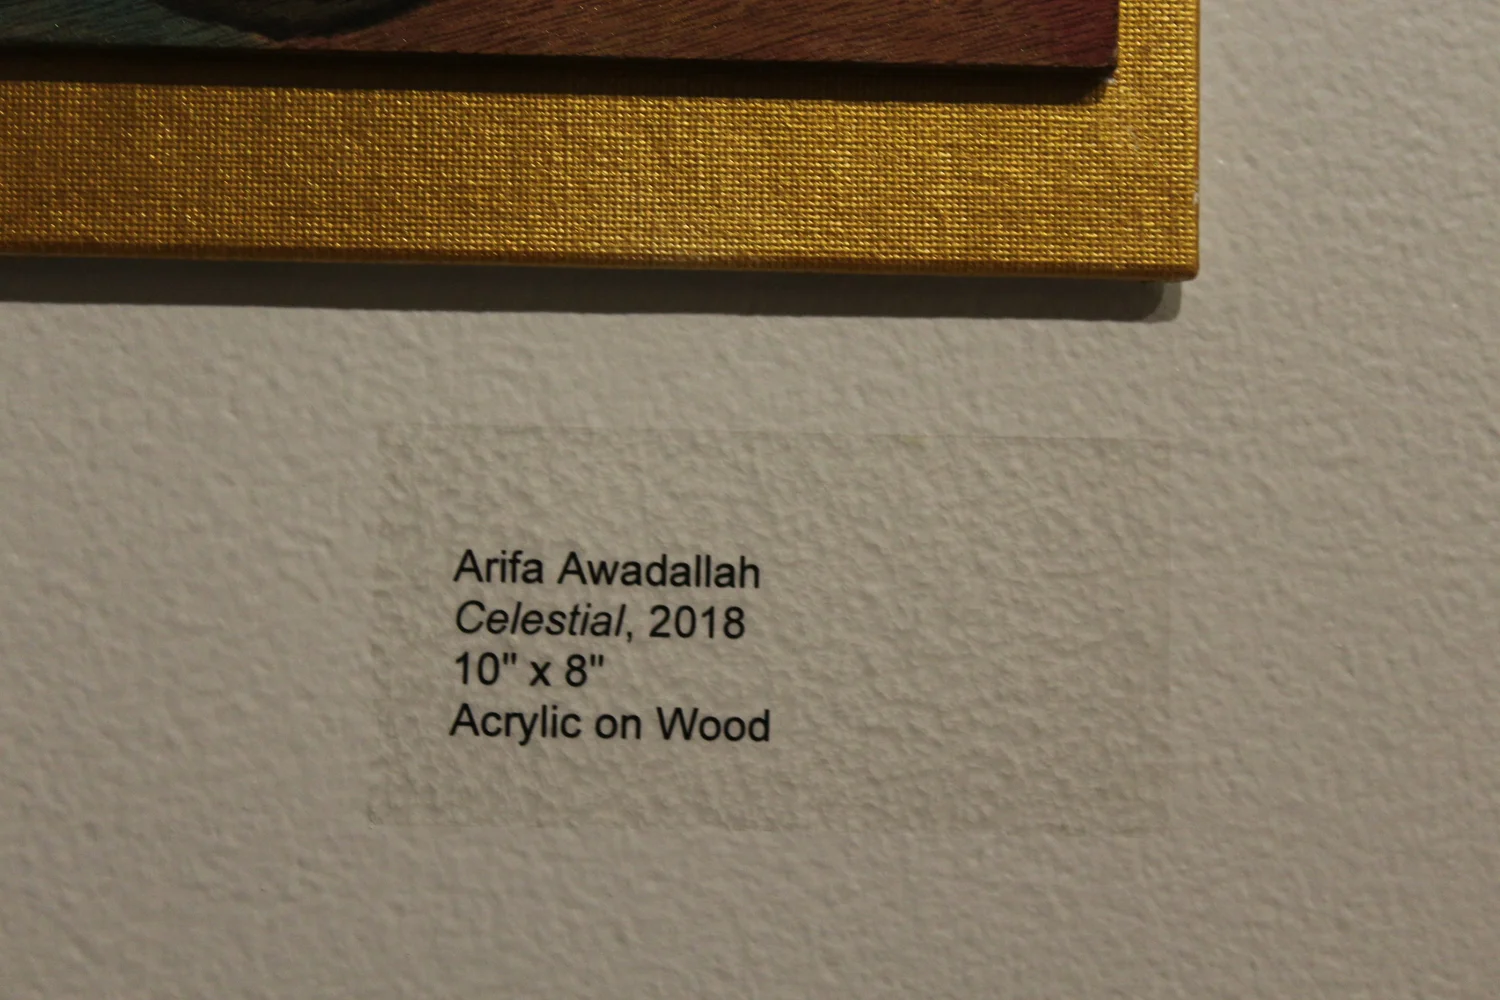 Arifa Awadallah
Celestial, 2018
10" x 8"
Acrylic on Wood